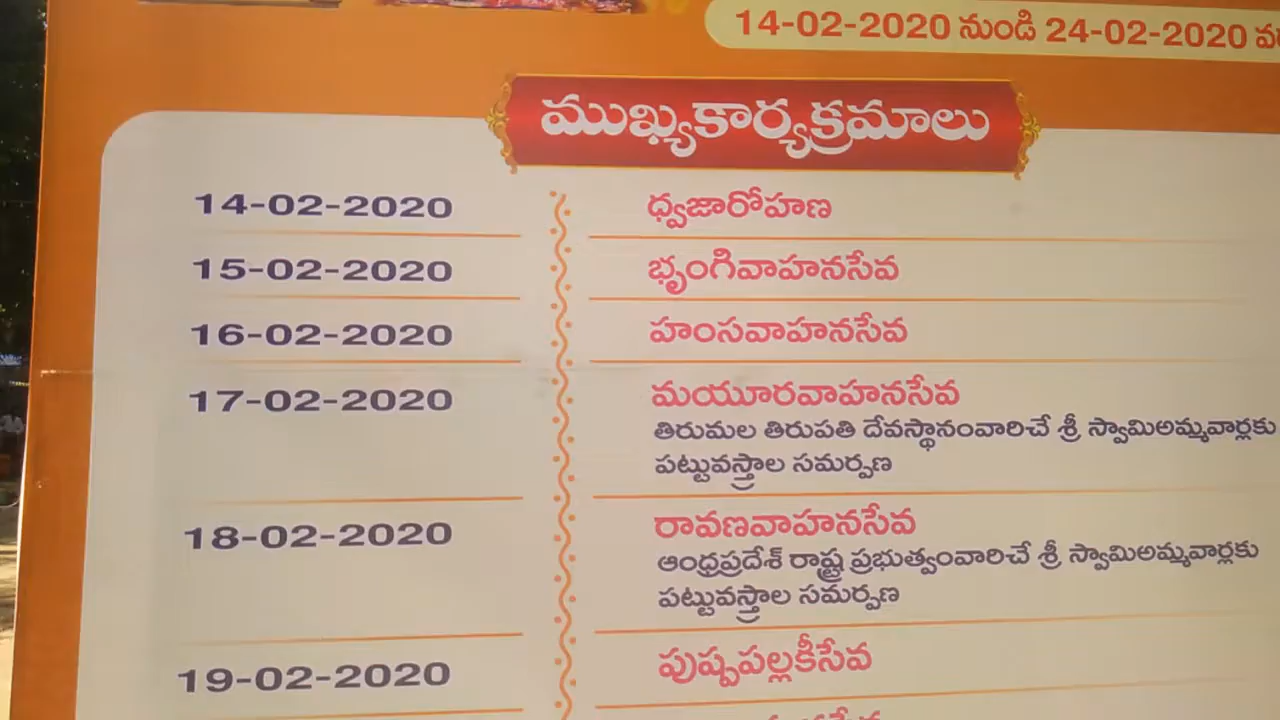 14-02-2020 నుండి 24-02-2020
ముఖ్యకార్యక్రమాలు
14-02-2020 ధ్వజారోహణ
15-02-2020 భృంగివాహనసేవ
16-02-2020 హంసవాహనసేవ
17-02-2020 మయూరవాహనసేవ
తిరుమల తిరుపతి దేవస్థానంవారిచే శ్రీ స్వామిఅమ్మవార్లకు
పట్టువస్త్రాల సమర్పణ
18-02-2020 రావణవాహనసేవ
ఆంధ్రప్రదేశ్ రాష్ట్ర ప్రభుత్వంవారిచే శ్రీ స్వామిఅమ్మవార్లకు
పట్టువస్త్రాల సమర్పణ
19-02-2020 పుష్పపల్లకీసేవ